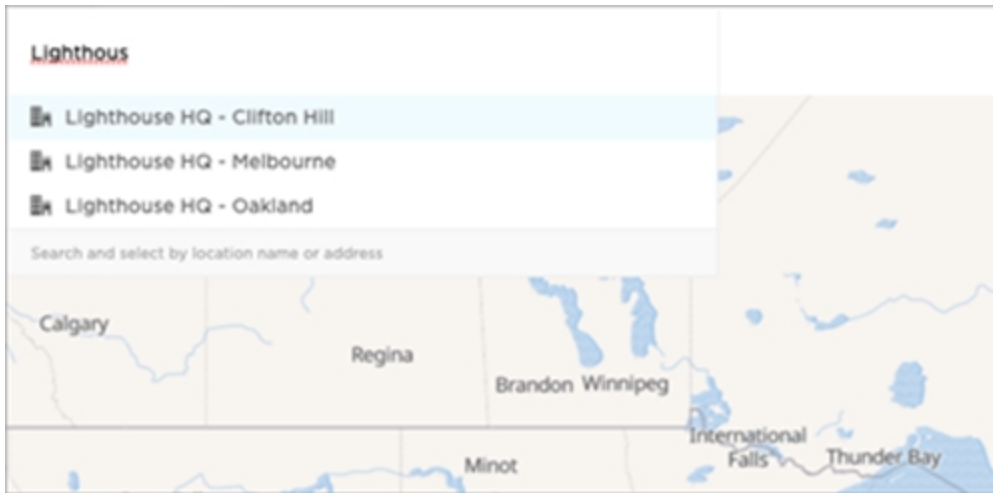 Lighthous
Lighthouse HQ - Clifton Hill
Lighthouse HQ - Melbourne
Lighthouse HQ - Oakland
Search and select by location name or address
Calgary
Regina
Brandon Winnipeg
International
Falls
Thunder Bay
Minot